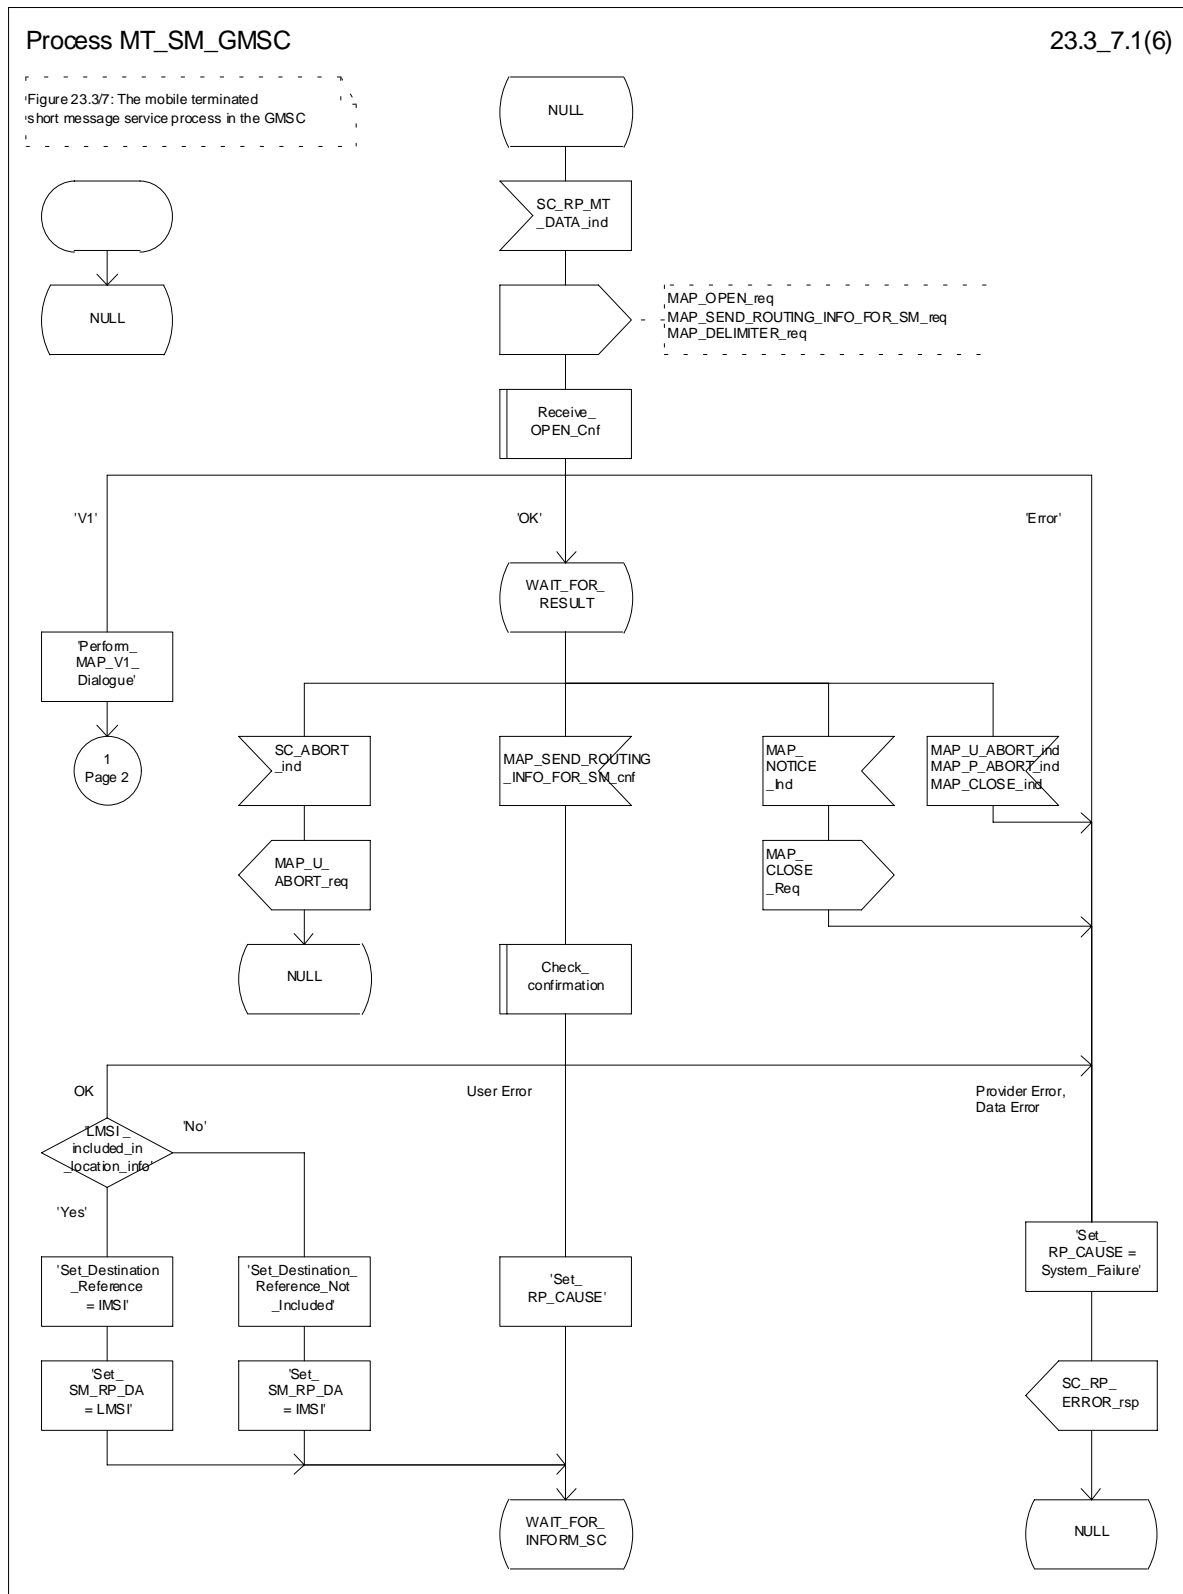 Process MT_SM_GMSC
23.3_7.1(6)
Figure 23.3/7: The mobile terminated
short message service process in the GMSC
NULL
SC_RP_MT
_DATA_ind
NULL
MAP_OPEN_req
MAP_SEND_ROUTING_INFO_FOR_SM_req
MAP_DELIMITER_req
Receive_
OPEN_Cnf
'V1'
'OK'
'Error'
WAIT_FOR_
RESULT
'Perform_
MAP_V1_
Dialogue'
1
Page 2
SC_ABORT
_ind
MAP_SEND_ROUTING
_INFO_FOR_SM_cnf
MAP_
NOTICE
_Ind
MAP_U_ABORT_ind
MAP_P_ABORT_ind
MAP_CLOSE_ind
MAP_U_
ABORT_req
MAP_
CLOSE
_Req
NULL
Check_
confirmation
OK
User Error
Provider Error,
Data Error
'LMSI_
included_in
_location_info'
'No'
'Yes'
'Set_Destination
_Reference
= IMSI'
'Set_Destination_
Reference_Not
_Included'
'Set_
RP_CAUSE'
'Set_
RP_CAUSE =
System_Failure'
'Set_
SM_RP_DA
= LMSI'
'Set_
SM_RP_DA
= IMSI'
SC_RP_
ERROR_rsp
WAIT_FOR_
INFORM_SC
NULL